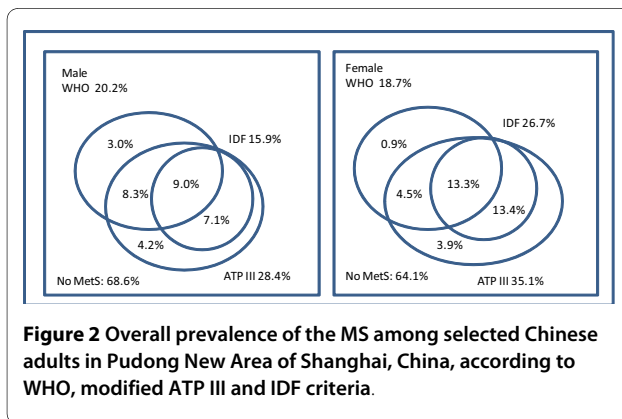 Male
WHO 20.2%
3.0%
IDF 15.9%
8.3%
9.0%
7.1%
4.2%
No MetS: 68.6%
ATP III 28.4%
Female
WHO 18.7%
0.9%
IDF 26.7%
4.5%
13.3%
13.4%
3.9%
No MetS: 64.1%
ATP III 35.1%
Figure 2 Overall prevalence of the MS among selected Chinese
adults in Pudong New Area of Shanghai, China, according to
WHO, modified ATP III and IDF criteria.